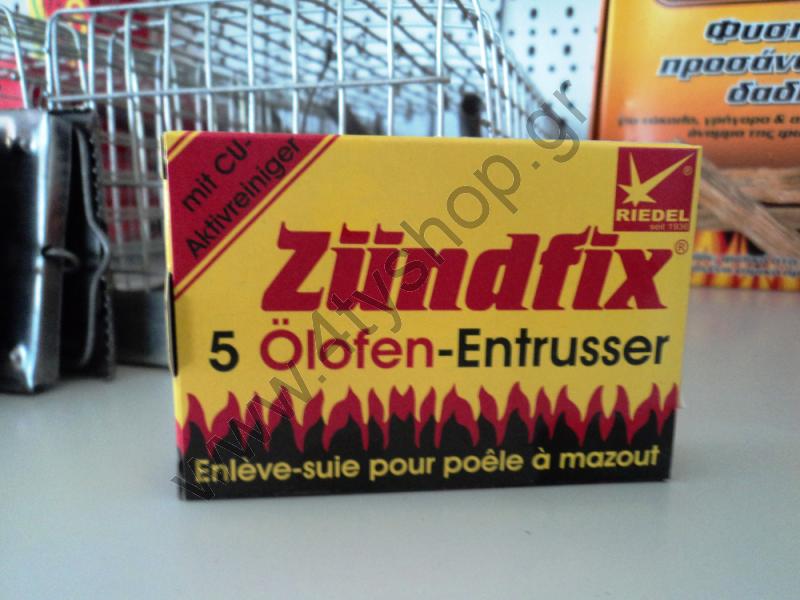 mit CU-
Aktivreiniger
RIEDEL
seit 1936
Zündfix®
5 Ölofen-Entrusser
Enlève-suie pour poêle à mazout
www.4tyshop.gr